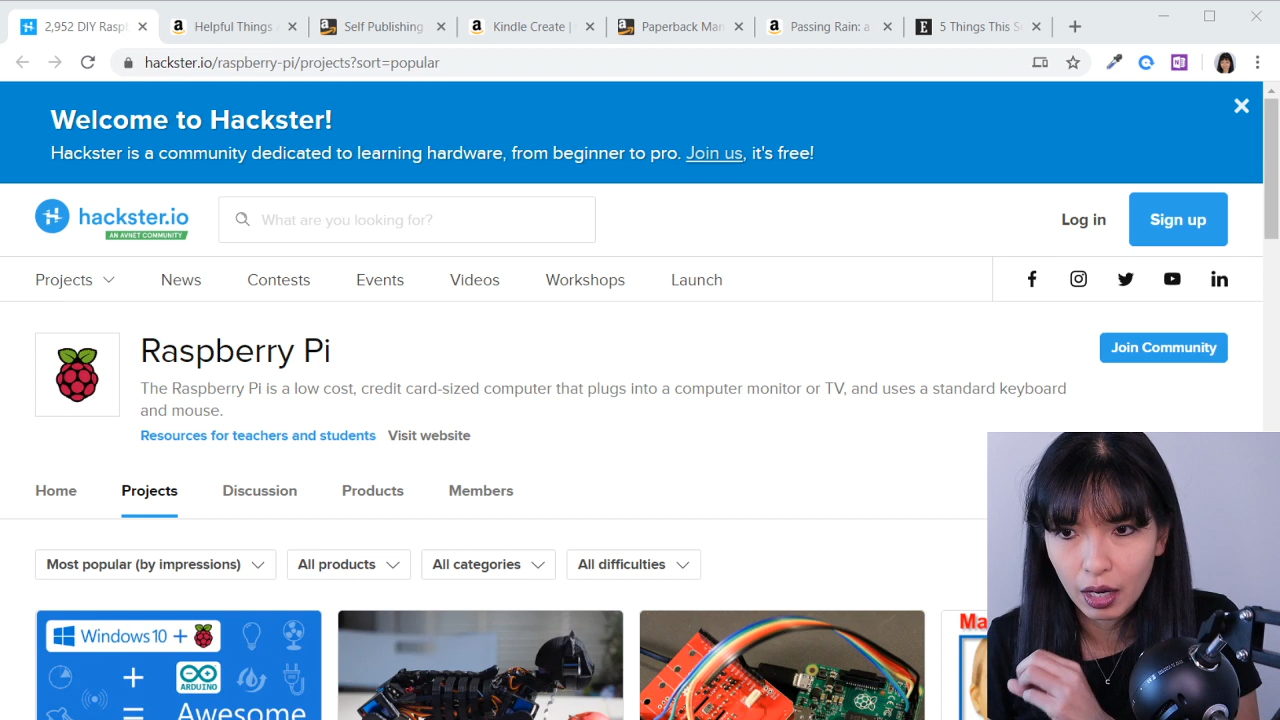 2,952 DIY Raspb
Helpful Things
Self Publishing
Kindle Create |
Paperback Man
Passing Rain: a
5 Things This S
hackster.io/raspberry-pi/projects?sort=popular
Welcome to Hackster!
Hackster is a community dedicated to learning hardware, from beginner to pro. Join us, it's free!
hackster.io
AN AVNET COMMUNITY
What are you looking for?
Log in
Sign up
Projects
News
Contests
Events
Videos
Workshops
Launch
Raspberry Pi
The Raspberry Pi is a low cost, credit card-sized computer that plugs into a computer monitor or TV, and uses a standard keyboard
and mouse.
Resources for teachers and students
Visit website
Join Community
Home
Projects
Discussion
Products
Members
Most popular (by impressions)
All products
All categories
All difficulties
Windows 10 +
ARDUINO
Awesome
Ma